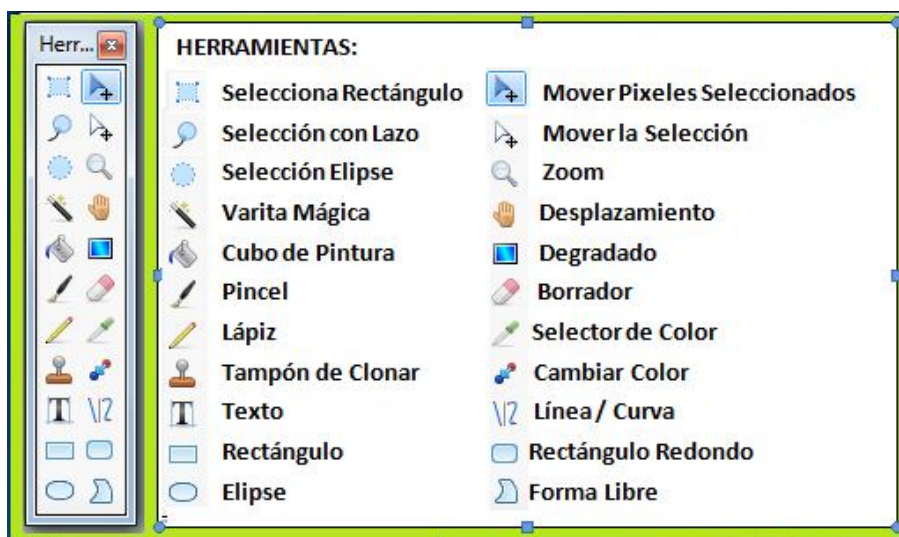 Herr...
HERRAMIENTAS:
Selecciona Rectángulo
Mover Pixeles Seleccionados
Selección con Lazo
Mover la Selección
Selección Elipse
Zoom
Varita Mágica
Desplazamiento
Cubo de Pintura
Degradado
Pincel
Borrador
Lápiz
Selector de Color
Tampón de Clonar
Cambiar Color
Texto
Línea / Curva
Rectángulo
Rectángulo Redondo
Elipse
Forma Libre